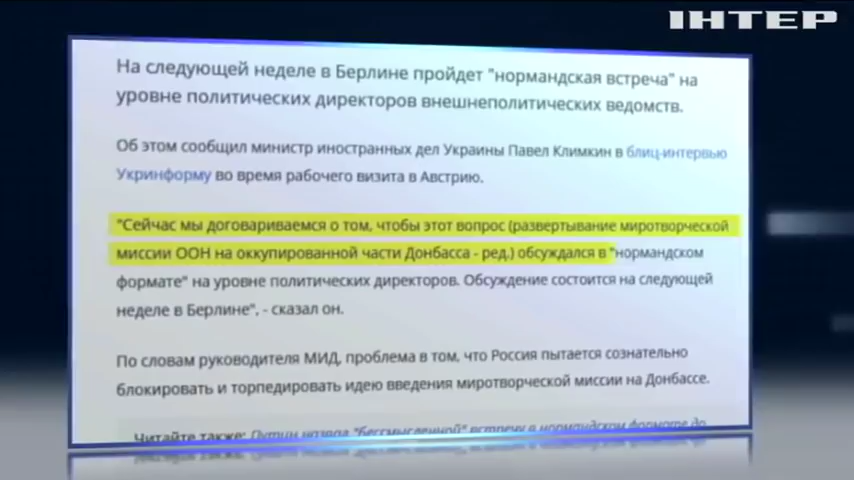 ІНТЕР
На следующей неделе в Берлине пройдет "нормандская встреча" на
уровне политических директоров внешнеполитических ведомств.
Об этом сообщил министр иностранных дел Украины Павел Климкин в блиц-интервью
Укринформу во время рабочего визита в Австрию.
"Сейчас мы договариваемся о том, чтобы этот вопрос (развертывание миротворческой
миссии ООН на оккупированной части Донбасса - ред.) обсуждался в "нормандском
формате" на уровне политических директоров. Обсуждение состоится на следующей
неделе в Берлине", - сказал он.
По словам руководителя МИД, проблема в том, что Россия пытается сознательно
блокировать и торпедировать идею введения миротворческой миссии на Донбассе.
Читайте также: Путин назвал "бессмысленной" встречу в нормандском формате до